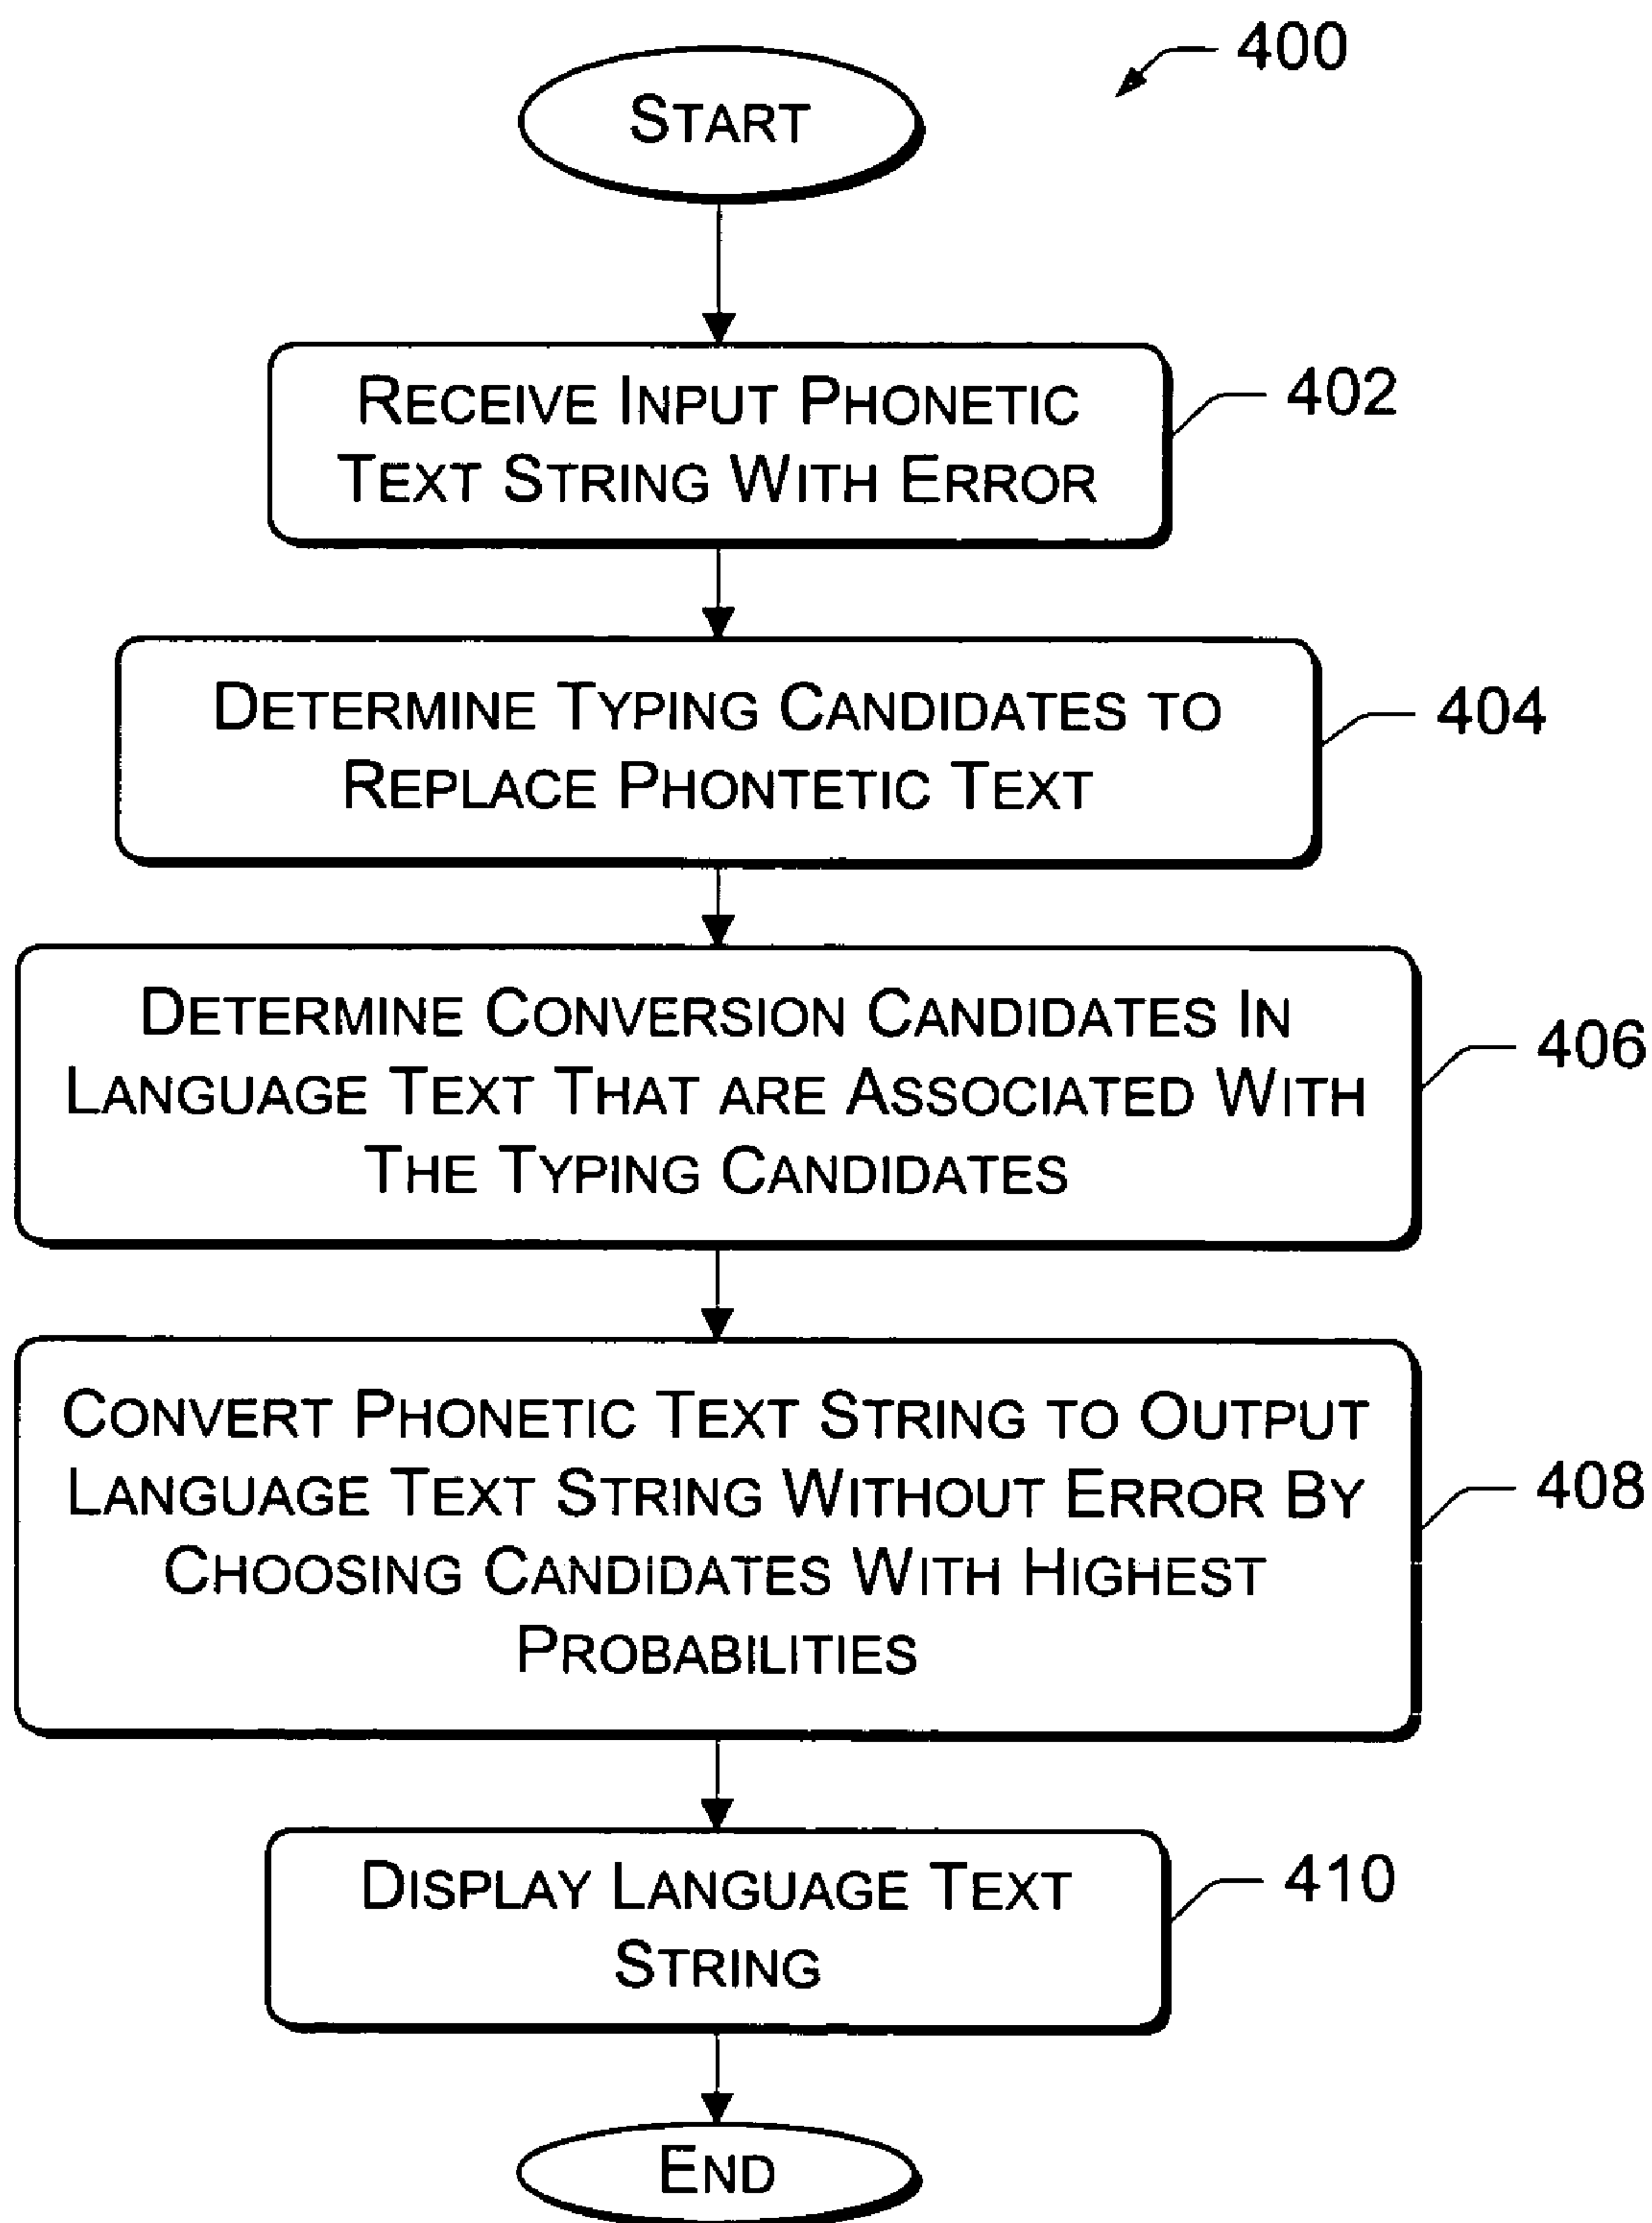 400
START
RECEIVE INPUT PHONETIC
TEXT STRING WITH ERROR
402
DETERMINE TYPING CANDIDATES TO
REPLACE PHONTETIC TEXT
404
DETERMINE CONVERSION CANDIDATES IN
LANGUAGE TEXT THAT ARE ASSOCIATED WITH
THE TYPING CANDIDATES
406
CONVERT PHONETIC TEXT STRING TO OUTPUT
LANGUAGE TEXT STRING WITHOUT ERROR BY
CHOOSING CANDIDATES WITH HIGHEST
PROBABILITIES
408
DISPLAY LANGUAGE TEXT
STRING
410
END